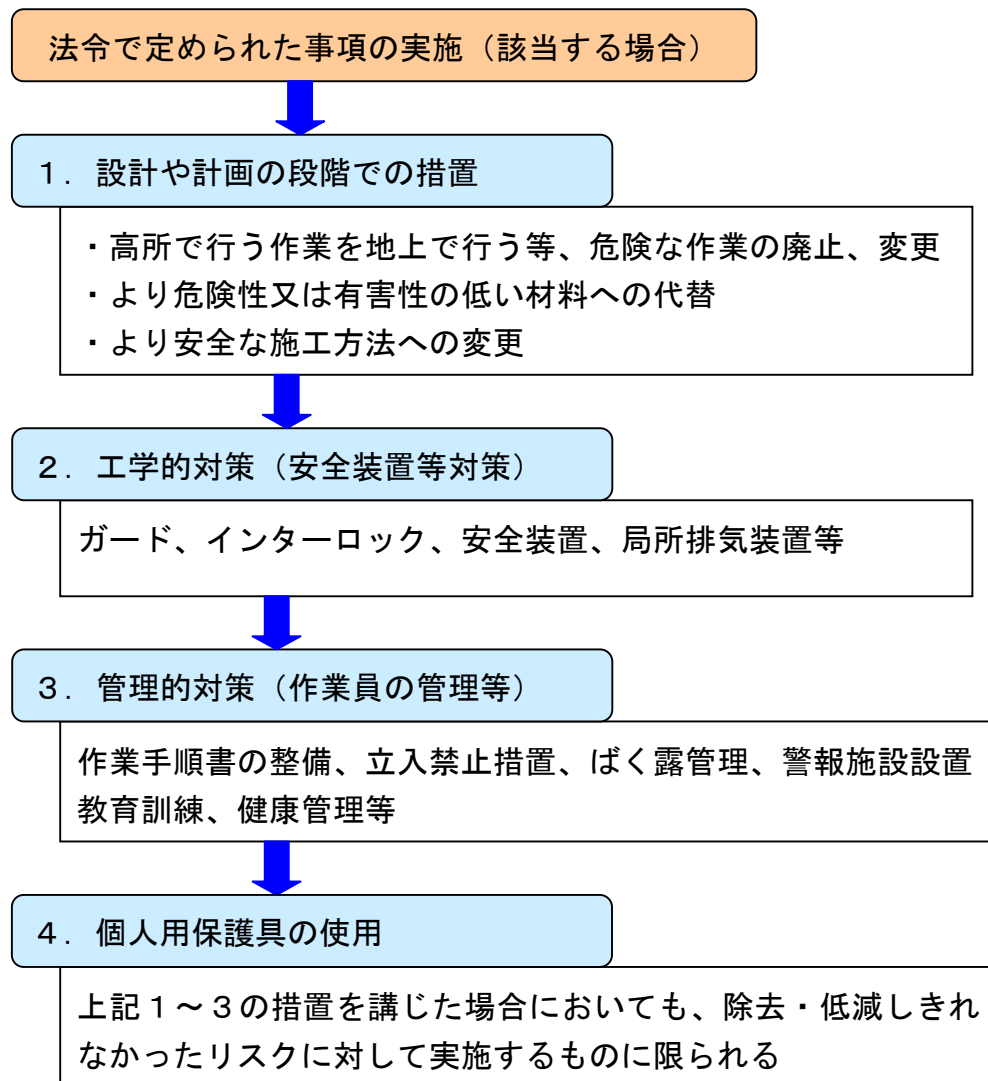 法令で定められた事項の実施（該当する場合）
１．設計や計画の段階での措置
・高所で行う作業を地上で行う等、危険な作業の廃止、変更
・より危険性又は有害性の低い材料への代替
・より安全な施工方法への変更
２．工学的対策（安全装置等対策）
ガード、インターロック、安全装置、局所排気装置等
３．管理的対策（作業員の管理等）
作業手順書の整備、立入禁止措置、ばく露管理、警報施設設置
教育訓練、健康管理等
４．個人用保護具の使用
上記１～３の措置を講じた場合においても、除去・低減しきれ
なかったリスクに対して実施するものに限られる